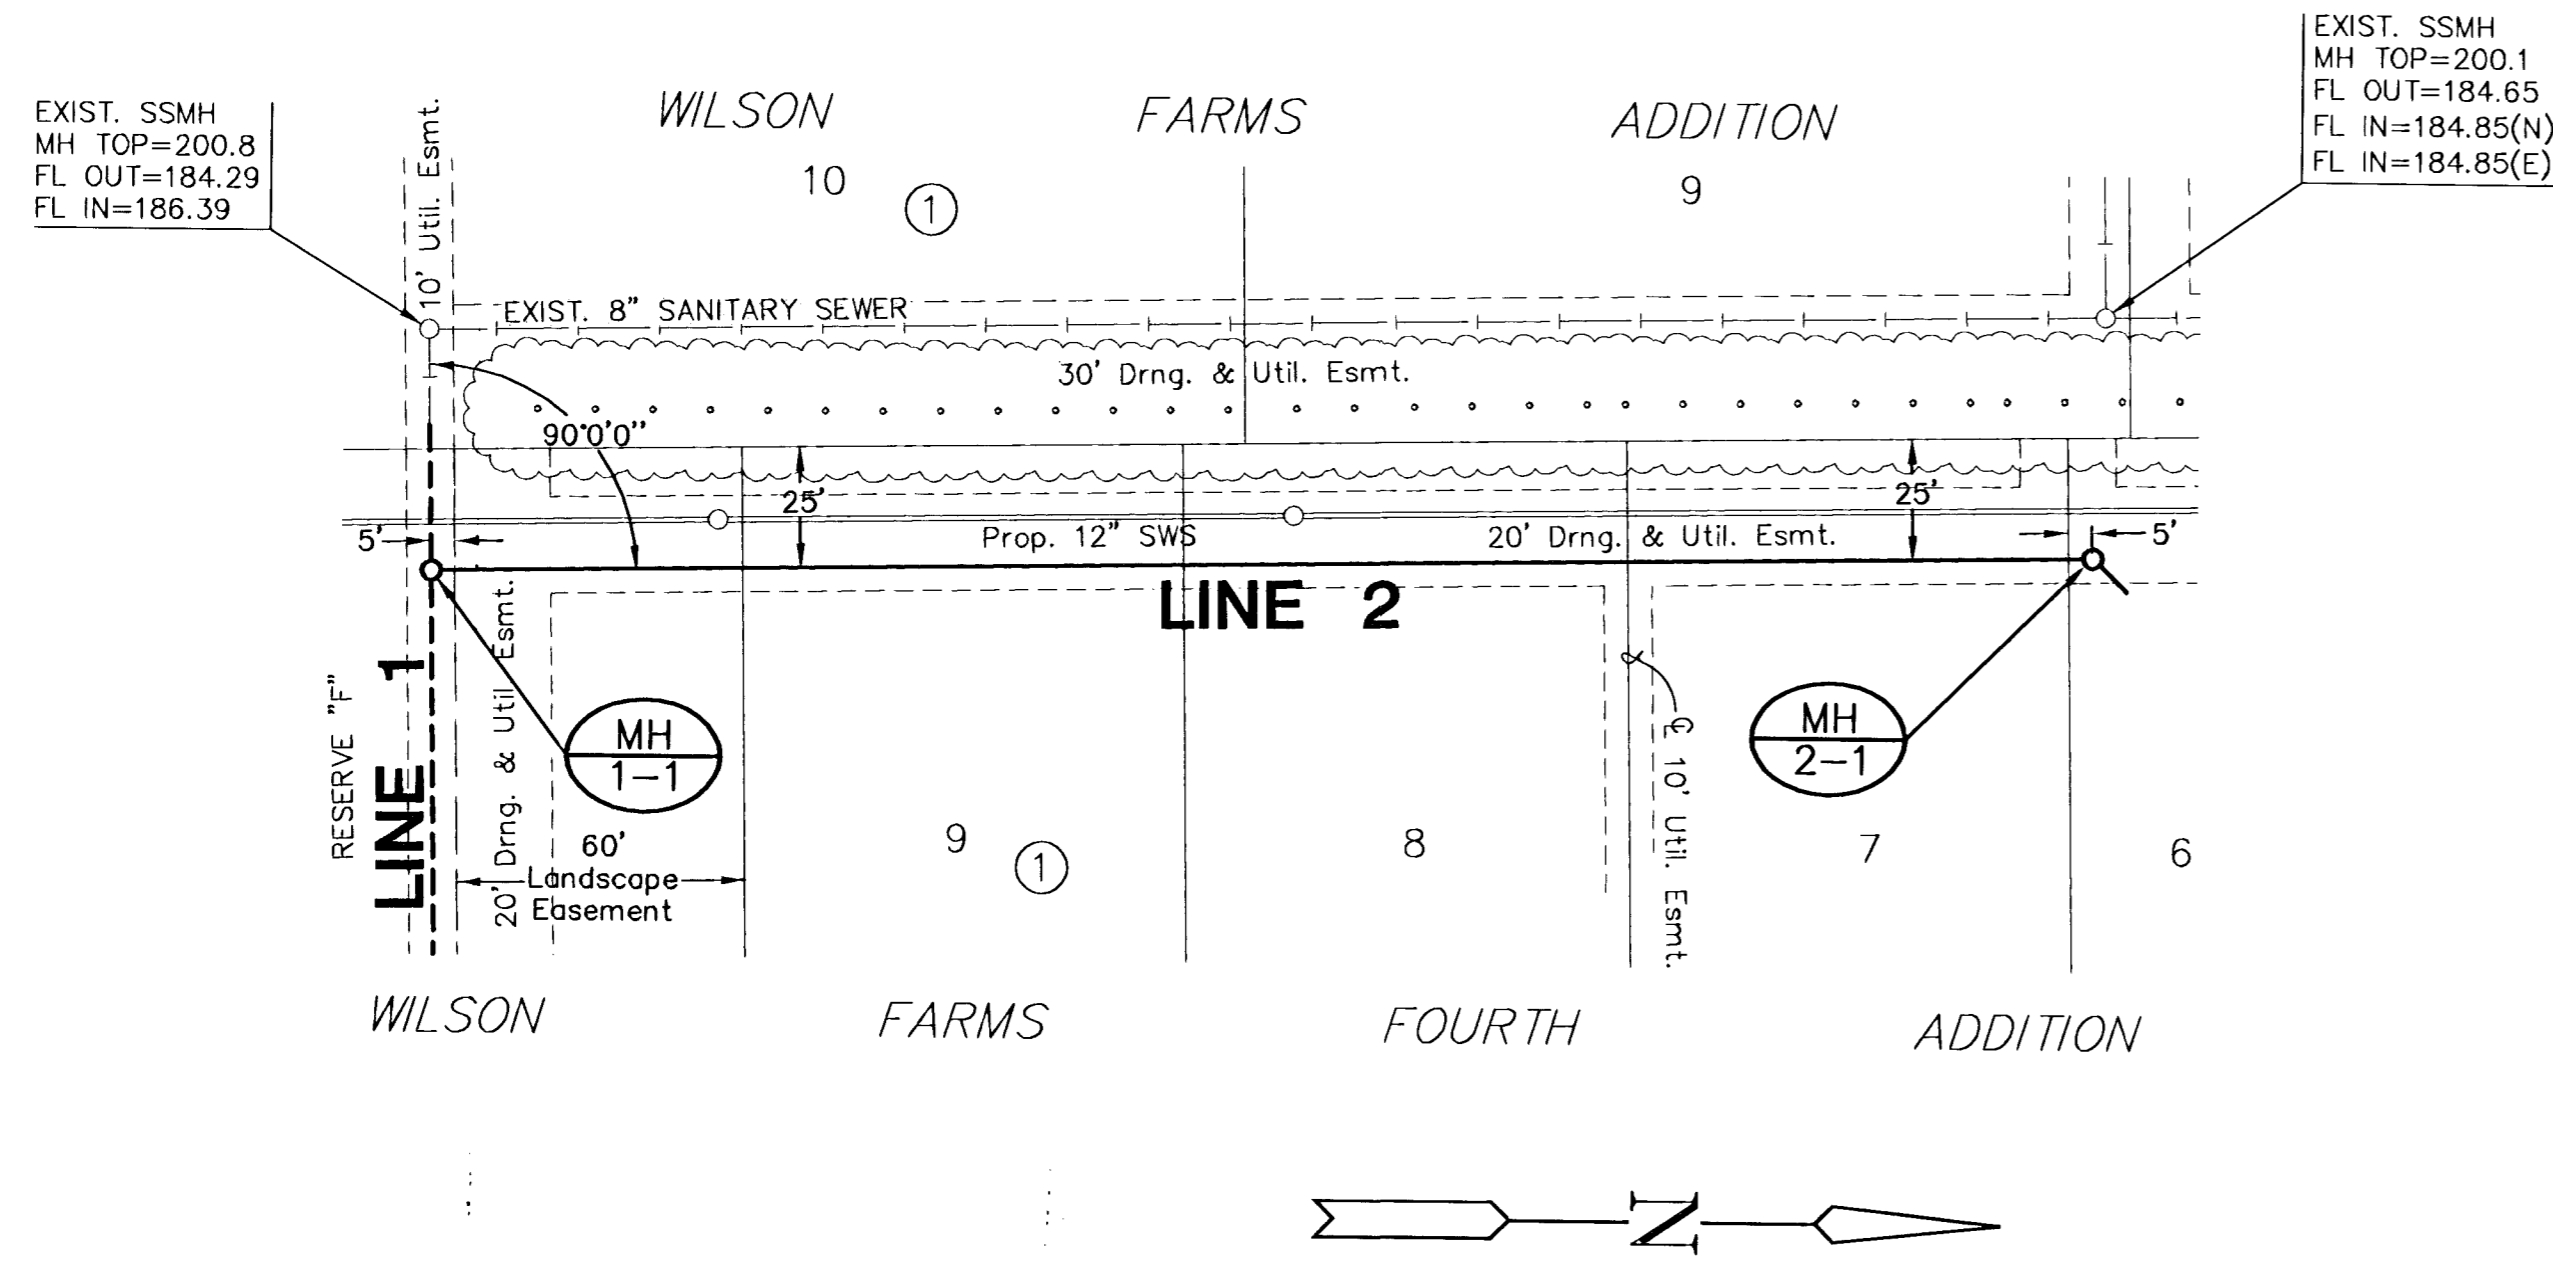 EXIST. SSMH
MH TOP=200.8
FL OUT=184.29
FL IN=186.39
10' Util. Esmt.
WILSON FARMS ADDITION
10
1
9
EXIST. SSMH
MH TOP=200.1
FL OUT=184.65
FL IN=184.85(N)
FL IN=184.85(E)
EXIST. 8" SANITARY SEWER
30' Drng. & Util. Esmt.
90°0'0"
25'
25'
5'
Prop. 12" SWS
20' Drng. & Util. Esmt.
5'
LINE 2
RESERVE "F"
LINE 1
20' Drng. & Util Esmt.
MH
1-1
60'
Landscape
Easement
9
1
8
℄ 10' Util. Esmt.
MH
2-1
7
6
WILSON FARMS FOURTH ADDITION
N